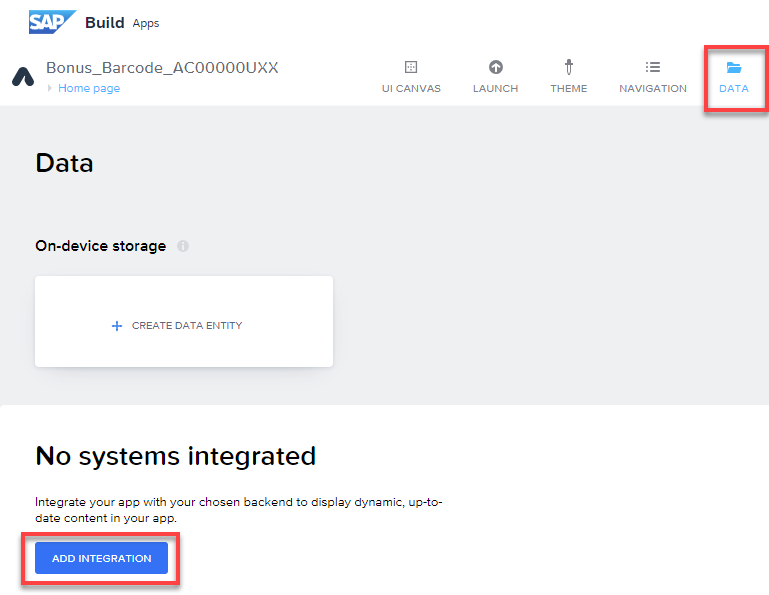 SAP Build Apps
Bonus_Barcode_AC00000UXX
Home page
UI CANVAS LAUNCH THEME NAVIGATION DATA
Data
On-device storage
+ CREATE DATA ENTITY
No systems integrated
Integrate your app with your chosen backend to display dynamic, up-to-
date content in your app.
ADD INTEGRATION